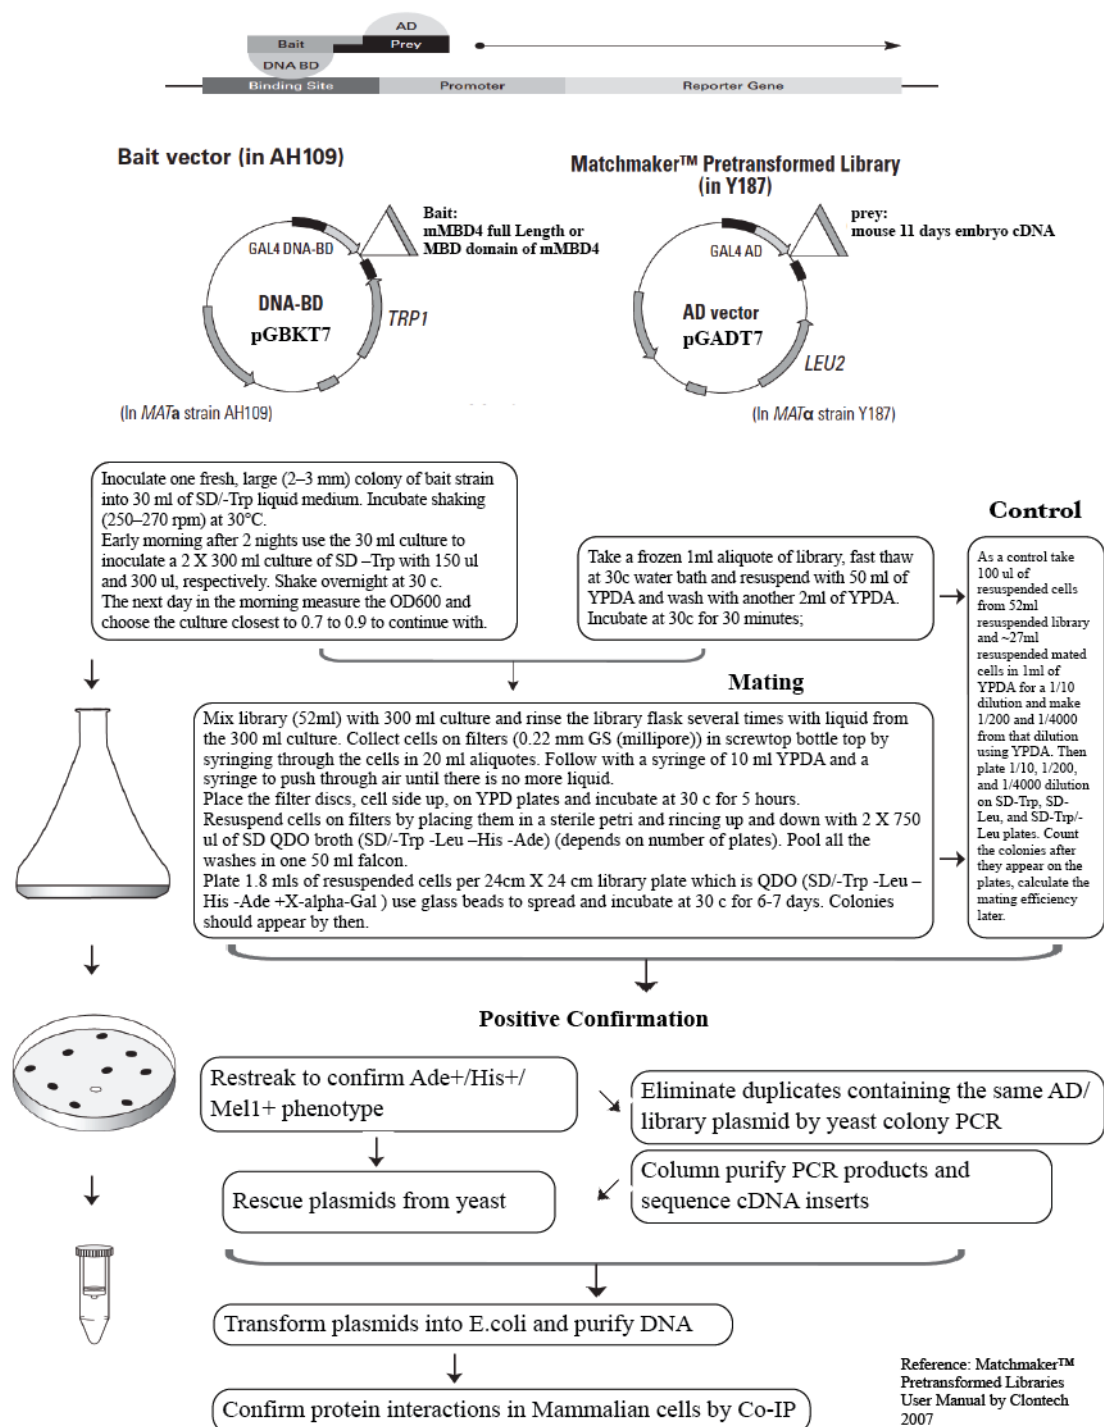 AD
Bait
Prey
DNA BD
Binding Site
Promoter
Reporter Gene
Bait vector (in AH109)
Matchmaker™ Pretransformed Library
(in Y187)
Bait:
mMBD4 full Length or
MBD domain of mMBD4
GAL4 DNA-BD
DNA-BD
pGBKT7
TRP1
(In MATa strain AH109)
prey:
mouse 11 days embryo cDNA
GAL4 AD
AD vector
pGADT7
LEU2
(In MATα strain Y187)
Inoculate one fresh, large (2–3 mm) colony of bait strain
into 30 ml of SD/-Trp liquid medium. Incubate shaking
(250–270 rpm) at 30°C.
Early morning after 2 nights use the 30 ml culture to
inoculate a 2 X 300 ml culture of SD –Trp with 150 ul
and 300 ul, respectively. Shake overnight at 30 c.
The next day in the morning measure the OD600 and
choose the culture closest to 0.7 to 0.9 to continue with.
Take a frozen 1ml aliquote of library, fast thaw
at 30c water bath and resuspend with 50 ml of
YPDA and wash with another 2ml of YPDA.
Incubate at 30c for 30 minutes;
Control
As a control take
100 ul of
resuspended cells
from 52ml
resuspended library
and ~27ml
resuspended mated
cells in 1ml of
YPDA for a 1/10
dilution and make
1/200 and 1/4000
from that dilution
using YPDA. Then
plate 1/10, 1/200,
and 1/4000 dilution
on SD-Trp, SD-
Leu, and SD-Trp/-
Leu plates. Count
the colonies after
they appear on the
plates, calculate the
mating efficiency
later.
Mating
Mix library (52ml) with 300 ml culture and rinse the library flask several times with liquid from
the 300 ml culture. Collect cells on filters (0.22 mm GS (millipore)) in screwtop bottle top by
syringing through the cells in 20 ml aliquotes. Follow with a syringe of 10 ml YPDA and a
syringe to push through air until there is no more liquid.
Place the filter discs, cell side up, on YPD plates and incubate at 30 c for 5 hours.
Resuspend cells on filters by placing them in a sterile petri and rincing up and down with 2 X 750
ul of SD QDO broth (SD/-Trp -Leu –His -Ade) (depends on number of plates). Pool all the
washes in one 50 ml falcon.
Plate 1.8 mls of resuspended cells per 24cm X 24 cm library plate which is QDO (SD/-Trp -Leu –
His -Ade +X-alpha-Gal ) use glass beads to spread and incubate at 30 c for 6-7 days. Colonies
should appear by then.
Positive Confirmation
Restreak to confirm Ade+/His+/
Mel1+ phenotype
Eliminate duplicates containing the same AD/
library plasmid by yeast colony PCR
Rescue plasmids from yeast
Column purify PCR products and
sequence cDNA inserts
Transform plasmids into E.coli and purify DNA
Confirm protein interactions in Mammalian cells by Co-IP
Reference: Matchmaker™
Pretransformed Libraries
User Manual by Clontech
2007